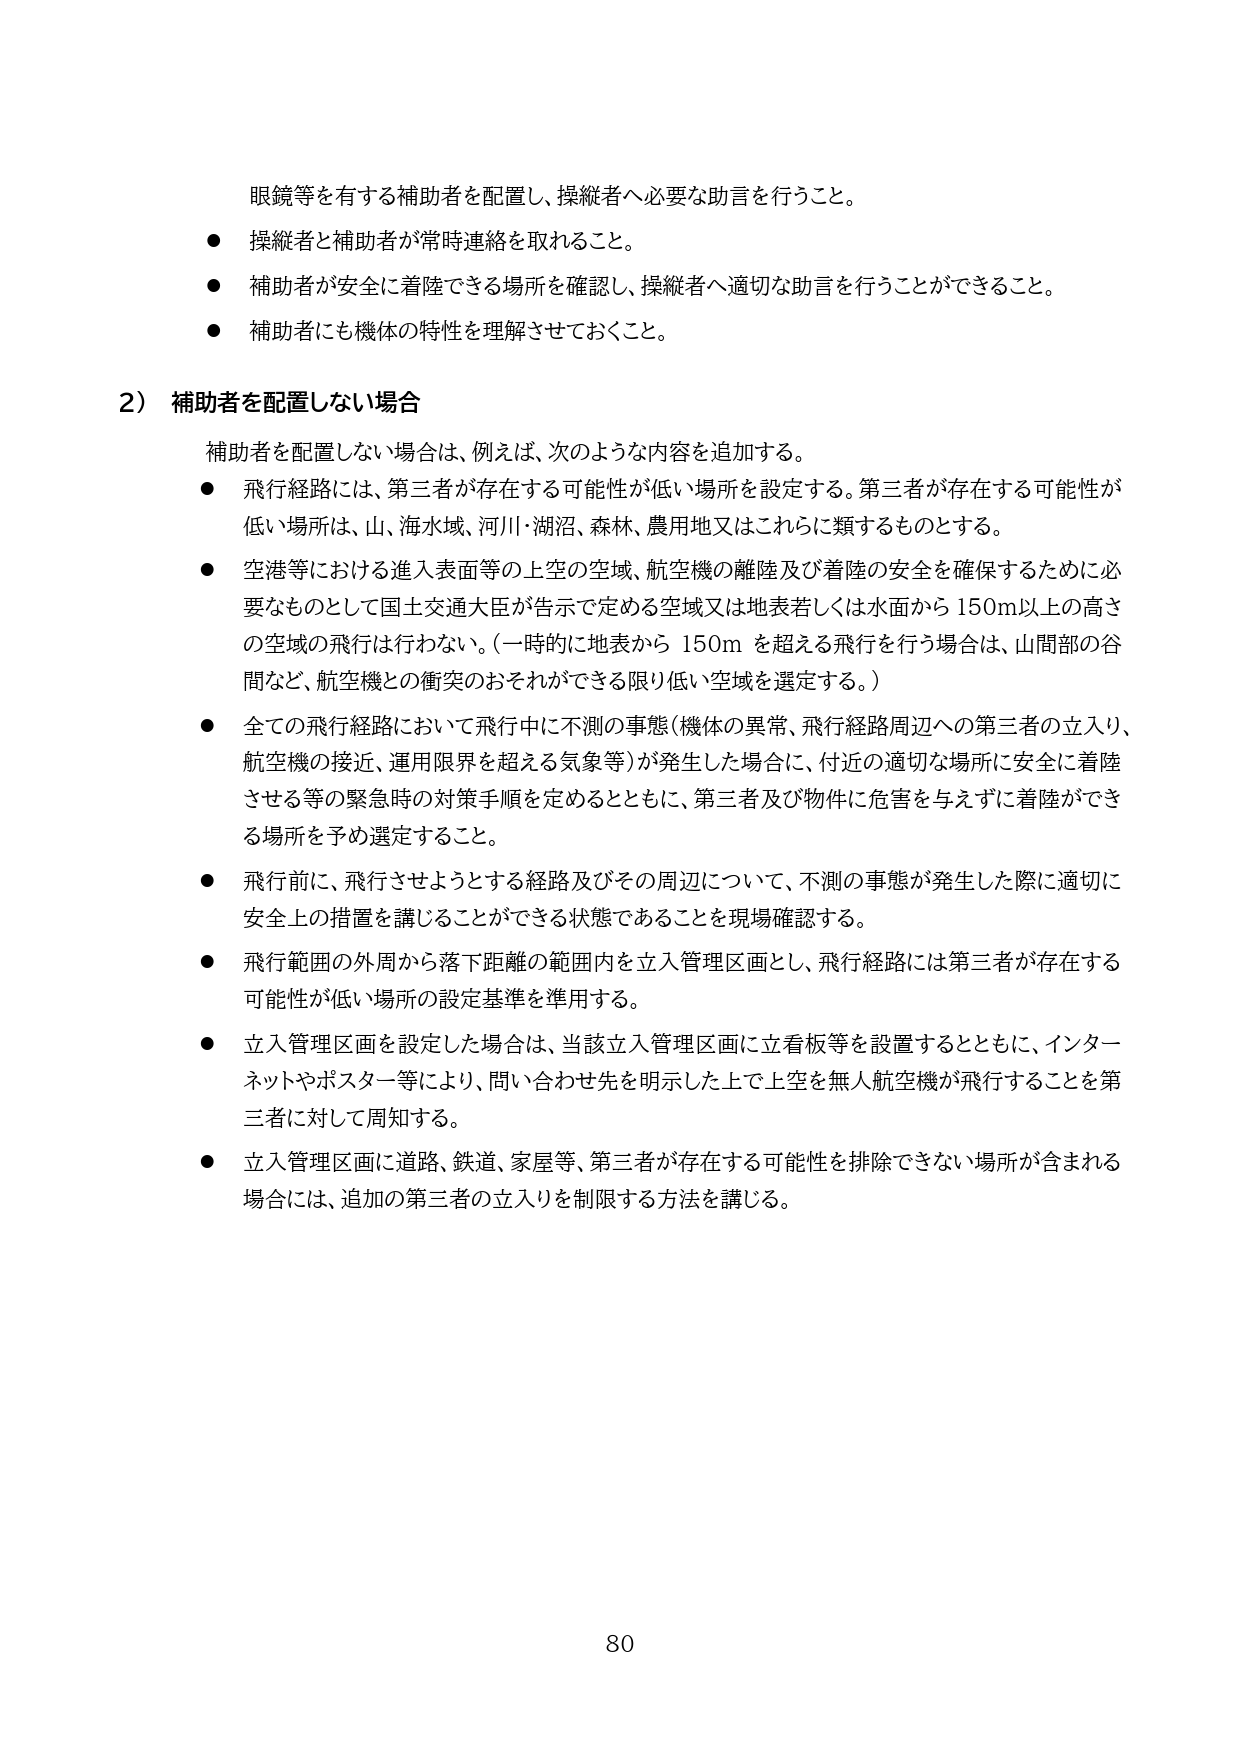 眼鏡等を有する補助者を配置し、操縦者へ必要な助言を行うこと。
● 操縦者と補助者が常時連絡を取れること。
● 補助者が安全に着陸できる場所を確認し、操縦者へ適切な助言を行うことができること。
● 補助者にも機体の特性を理解させておくこと。
2） 補助者を配置しない場合
補助者を配置しない場合は、例えば、次のような内容を追加する。
● 飛行経路には、第三者が存在する可能性が低い場所を設定する。第三者が存在する可能性が
低い場所は、山、海水域、河川・湖沼、森林、農用地又はこれらに類するものとする。
● 空港等における進入表面等の上空の空域、航空機の離陸及び着陸の安全を確保するために必
要なものとして国土交通大臣が告示で定める空域又は地表若しくは水面から 150m以上の高さ
の空域の飛行は行わない。（一時的に地表から 150m を超える飛行を行う場合は、山間部の谷
間など、航空機との衝突のおそれができる限り低い空域を選定する。）
● 全ての飛行経路において飛行中に不測の事態（機体の異常、飛行経路周辺への第三者の立入り、
航空機の接近、運用限界を超える気象等）が発生した場合に、付近の適切な場所に安全に着陸
させる等の緊急時の対策手順を定めるとともに、第三者及び物件に危害を与えずに着陸ができ
る場所を予め選定すること。
● 飛行前に、飛行させようとする経路及びその周辺について、不測の事態が発生した際に適切に
安全上の措置を講じることができる状態であることを現場確認する。
● 飛行範囲の外周から落下距離の範囲内を立入管理区画とし、飛行経路には第三者が存在する
可能性が低い場所の設定基準を準用する。
● 立入管理区画を設定した場合は、当該立入管理区画に立看板等を設置するとともに、インター
ネットやポスター等により、問い合わせ先を明示した上で上空を無人航空機が飛行することを第
三者に対して周知する。
● 立入管理区画に道路、鉄道、家屋等、第三者が存在する可能性を排除できない場所が含まれる
場合には、追加の第三者の立入りを制限する方法を講じる。
80